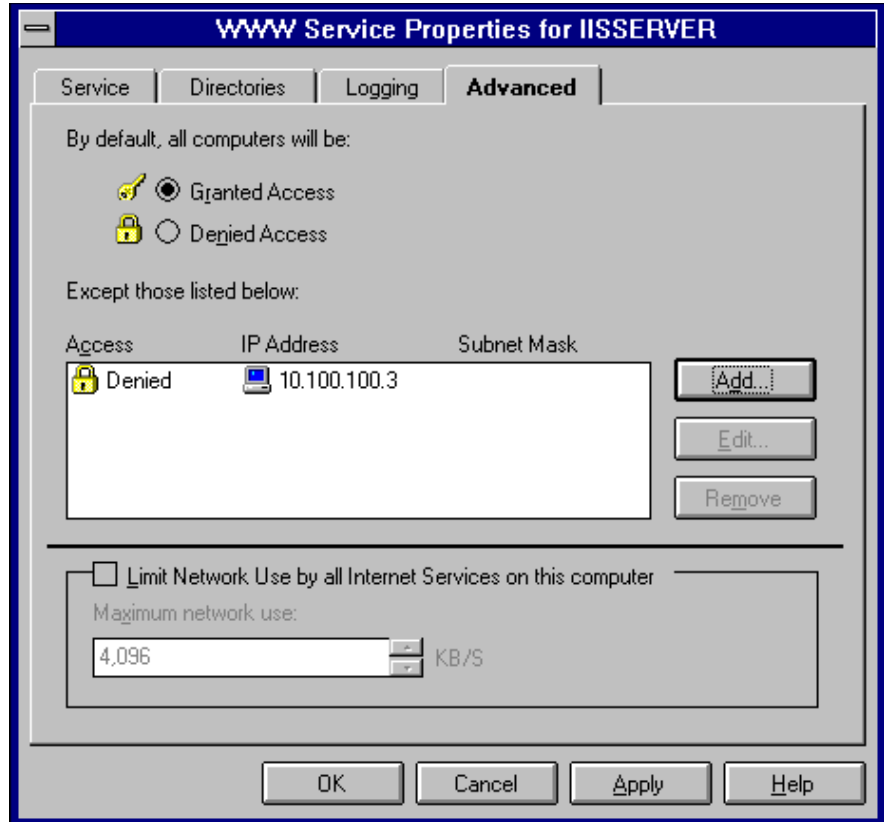 WWW Service Properties for IISSERVER
Service Directories Logging Advanced
By default, all computers will be:
Granted Access
Denied Access
Except those listed below:
Access IP Address Subnet Mask
Denied 10.100.100.3
Add...
Edit...
Remove
Limit Network Use by all Internet Services on this computer
Maximum network use:
4,096 KB/S
OK Cancel Apply Help